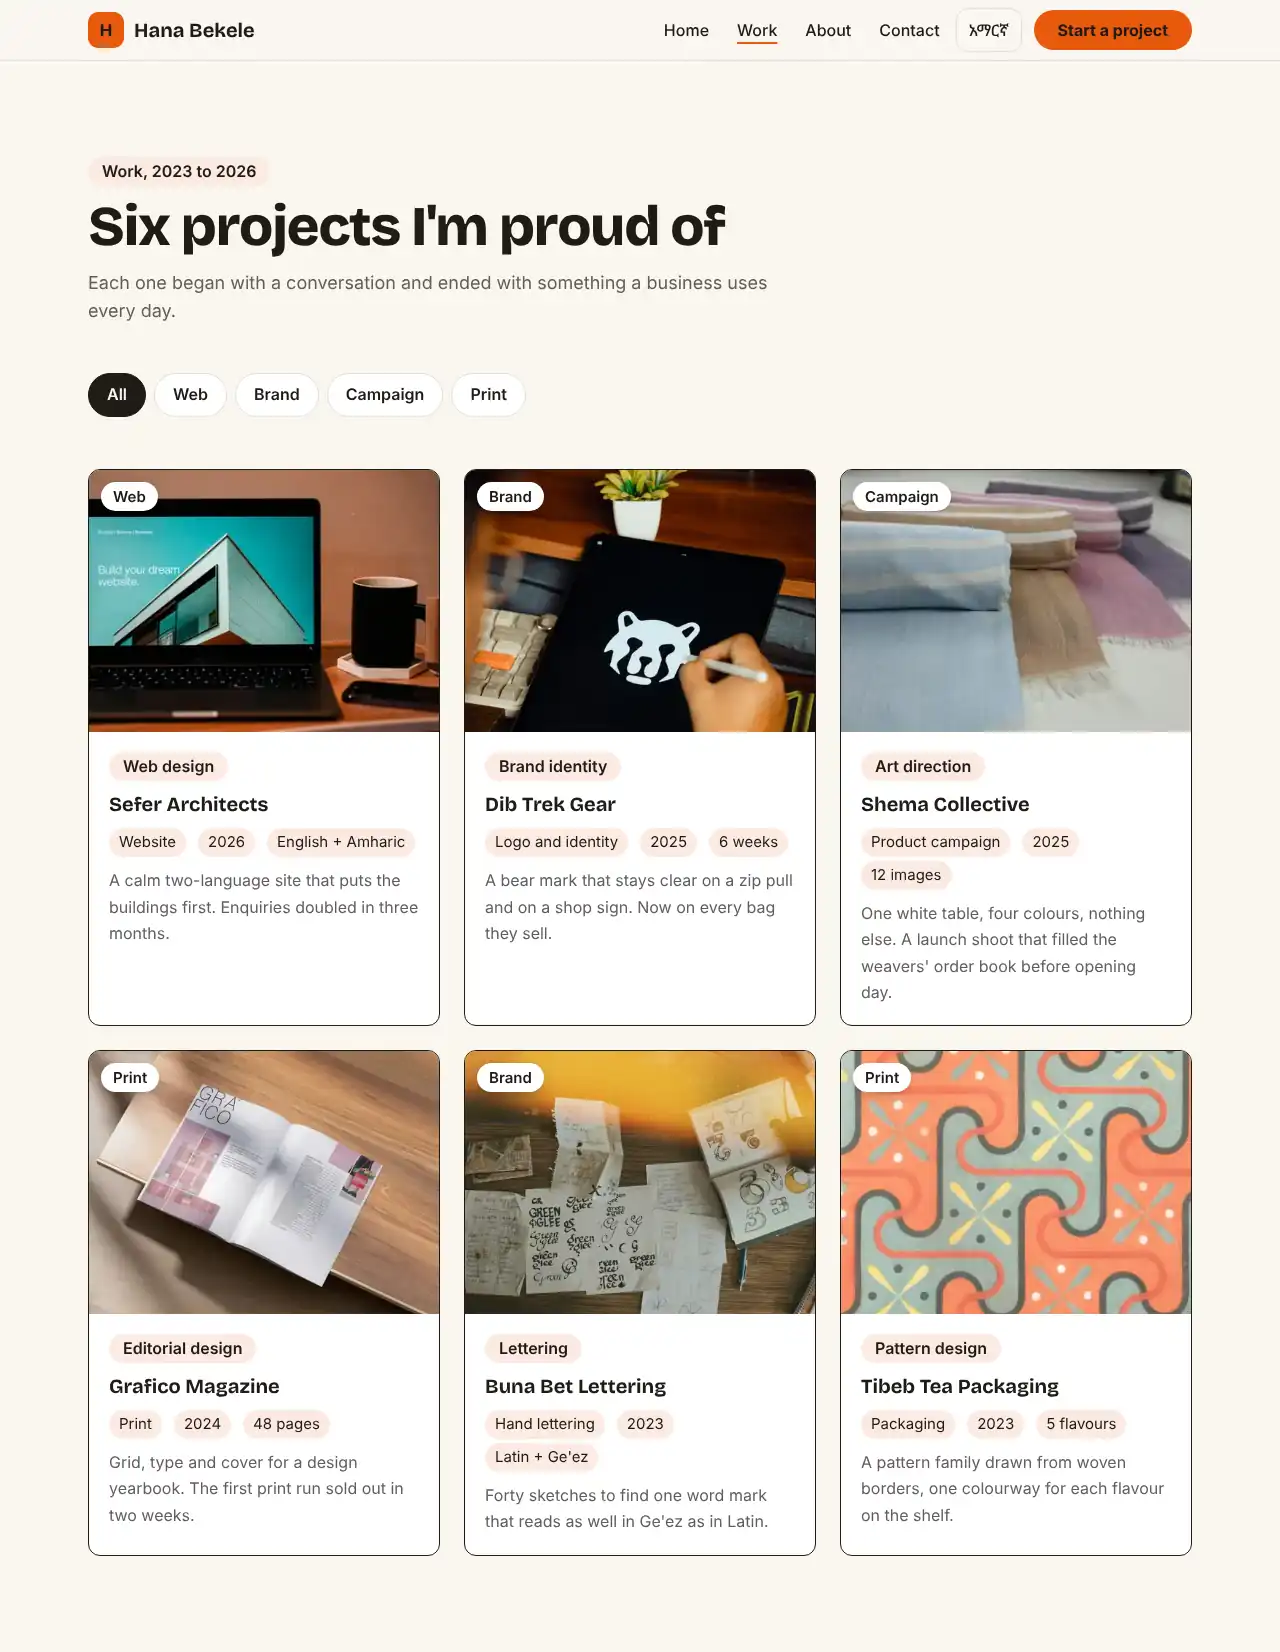 H Hana Bekele
Home Work About Contact አማርኛ Start a project
Work, 2023 to 2026
Six projects I'm proud of
Each one began with a conversation and ended with something a business uses
every day.
All Web Brand Campaign Print
Web
Build your dream
website.
Web design
Sefer Architects
Website 2026 English + Amharic
A calm two-language site that puts the
buildings first. Enquiries doubled in three
months.
Brand
Brand identity
Dib Trek Gear
Logo and identity 2025 6 weeks
A bear mark that stays clear on a zip pull
and on a shop sign. Now on every bag
they sell.
Campaign
Art direction
Shema Collective
Product campaign 2025
12 images
One white table, four colours, nothing
else. A launch shoot that filled the
weavers' order book before opening
day.
Print
GRA
FICO
Editorial design
Grafico Magazine
Print 2024 48 pages
Grid, type and cover for a design
yearbook. The first print run sold out in
two weeks.
Brand
GREEN
&GLEE
Lettering
Buna Bet Lettering
Hand lettering 2023
Latin + Ge'ez
Forty sketches to find one word mark
that reads as well in Ge'ez as in Latin.
Print
Pattern design
Tibeb Tea Packaging
Packaging 2023 5 flavours
A pattern family drawn from woven
borders, one colourway for each flavour
on the shelf.